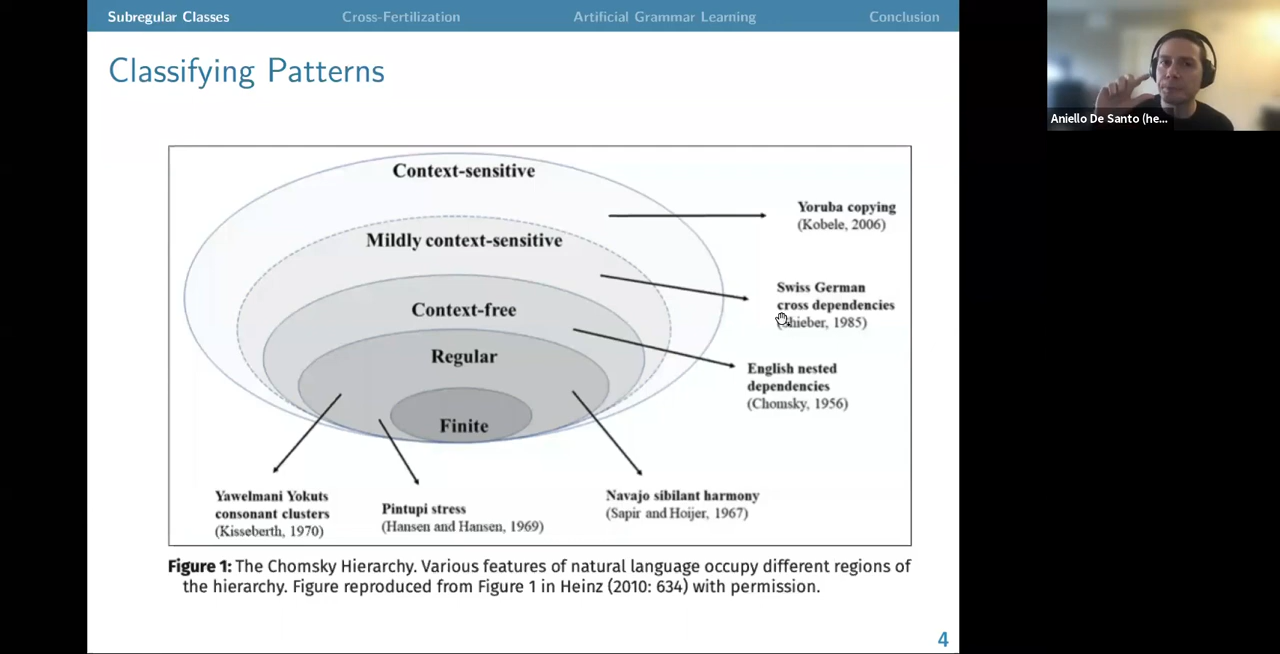 Subregular Classes
Cross-Fertilization
Artificial Grammar Learning
Conclusion
Classifying Patterns
Context-sensitive
Mildly context-sensitive
Context-free
Regular
Finite
Yoruba copying
(Kobele, 2006)
Swiss German
cross dependencies
1985)
English nested
dependencies
(Chomsky, 1956)
Yawelmani Yokuts
consonant clusters
(Kisseberth, 1970)
Pintupi stress
(Hansen and Hansen, 1969)
Navajo sibilant harmony
(Sapir and Hoijer, 1967)
Figure 1: The Chomsky Hierarchy. Various features of natural language occupy different regions of
the hierarchy. Figure reproduced from Figure 1 in Heinz (2010: 634) with permission.
4
Aniello De Santo (he...